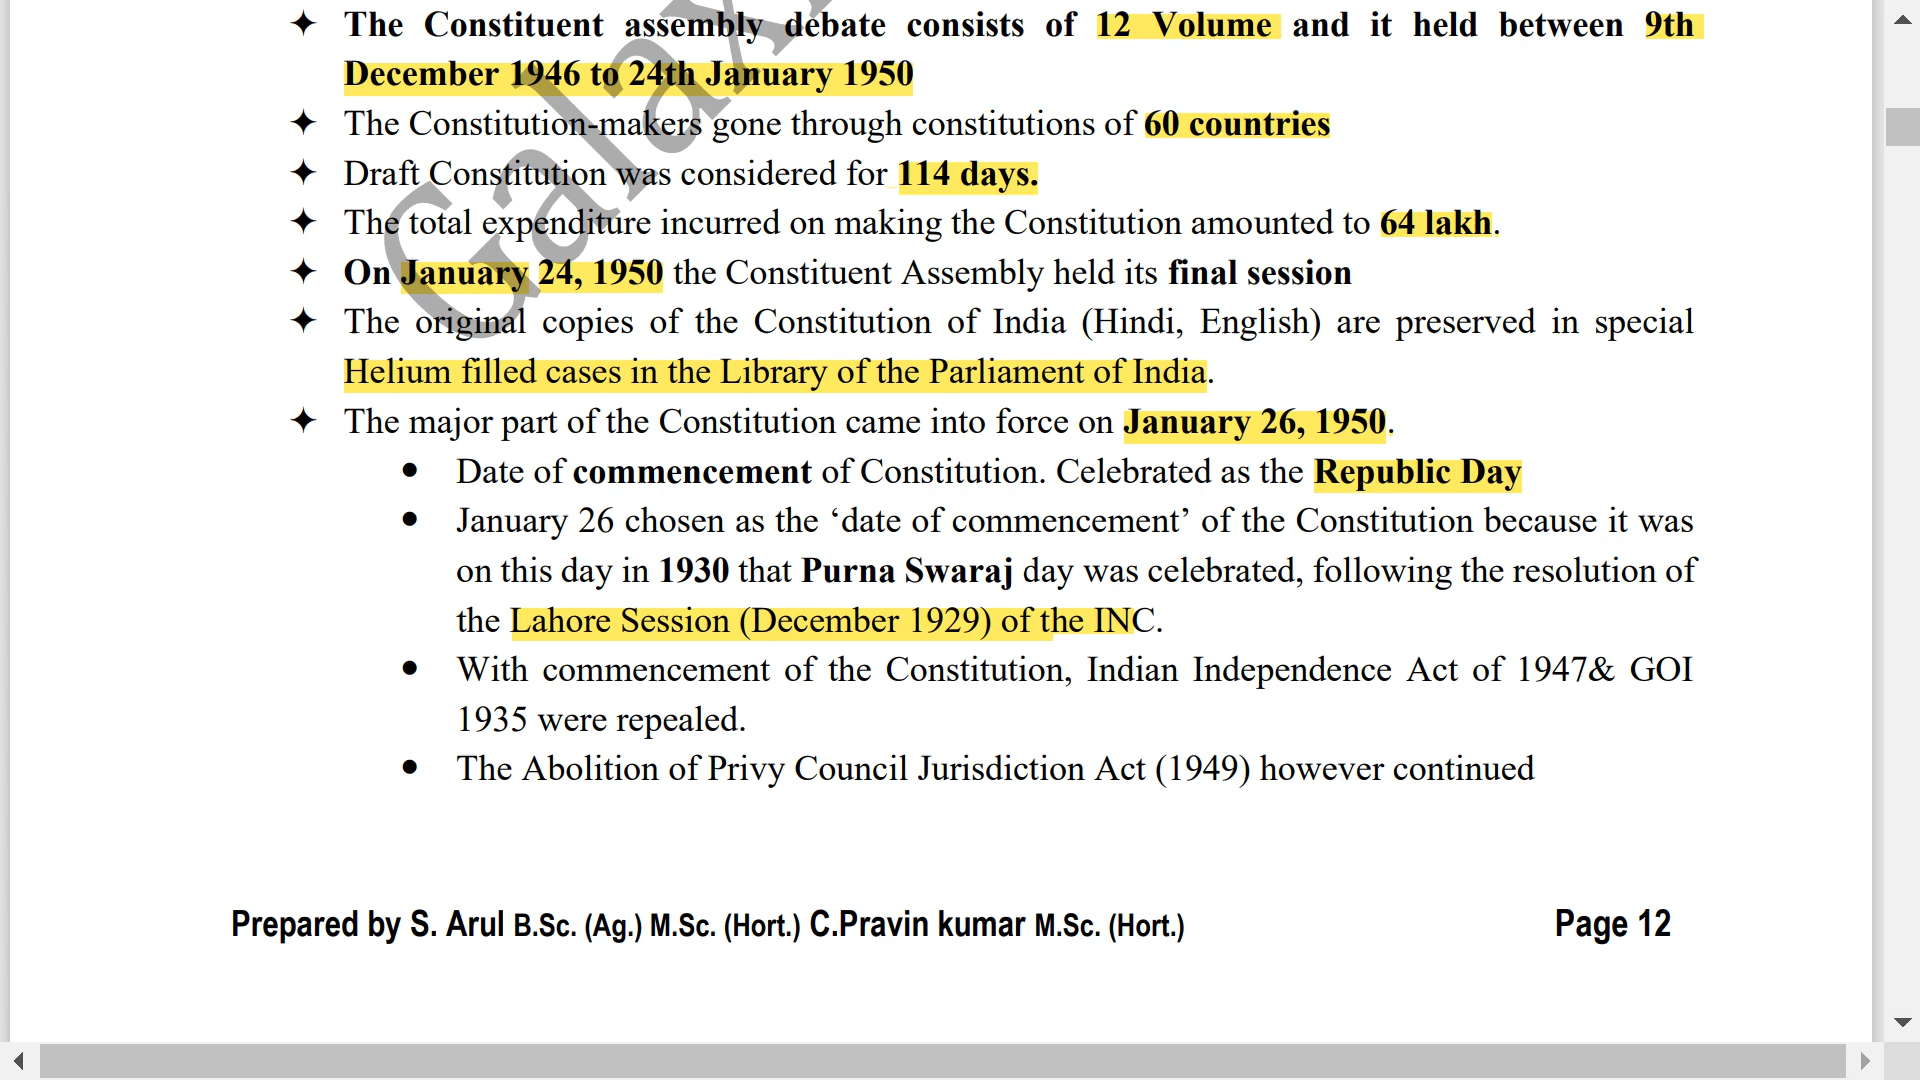 ✦ The Constituent assembly debate consists of 12 Volume and it held between 9th
December 1946 to 24th January 1950
✦ The Constitution-makers gone through constitutions of 60 countries
✦ Draft Constitution was considered for 114 days.
✦ The total expenditure incurred on making the Constitution amounted to 64 lakh.
✦ On January 24, 1950 the Constituent Assembly held its final session
✦ The original copies of the Constitution of India (Hindi, English) are preserved in special
Helium filled cases in the Library of the Parliament of India.
✦ The major part of the Constitution came into force on January 26, 1950.
• Date of commencement of Constitution. Celebrated as the Republic Day
• January 26 chosen as the ‘date of commencement’ of the Constitution because it was
on this day in 1930 that Purna Swaraj day was celebrated, following the resolution of
the Lahore Session (December 1929) of the INC.
• With commencement of the Constitution, Indian Independence Act of 1947& GOI
1935 were repealed.
• The Abolition of Privy Council Jurisdiction Act (1949) however continued
Prepared by S. Arul B.Sc. (Ag.) M.Sc. (Hort.) C.Pravin kumar M.Sc. (Hort.) Page 12
Galax